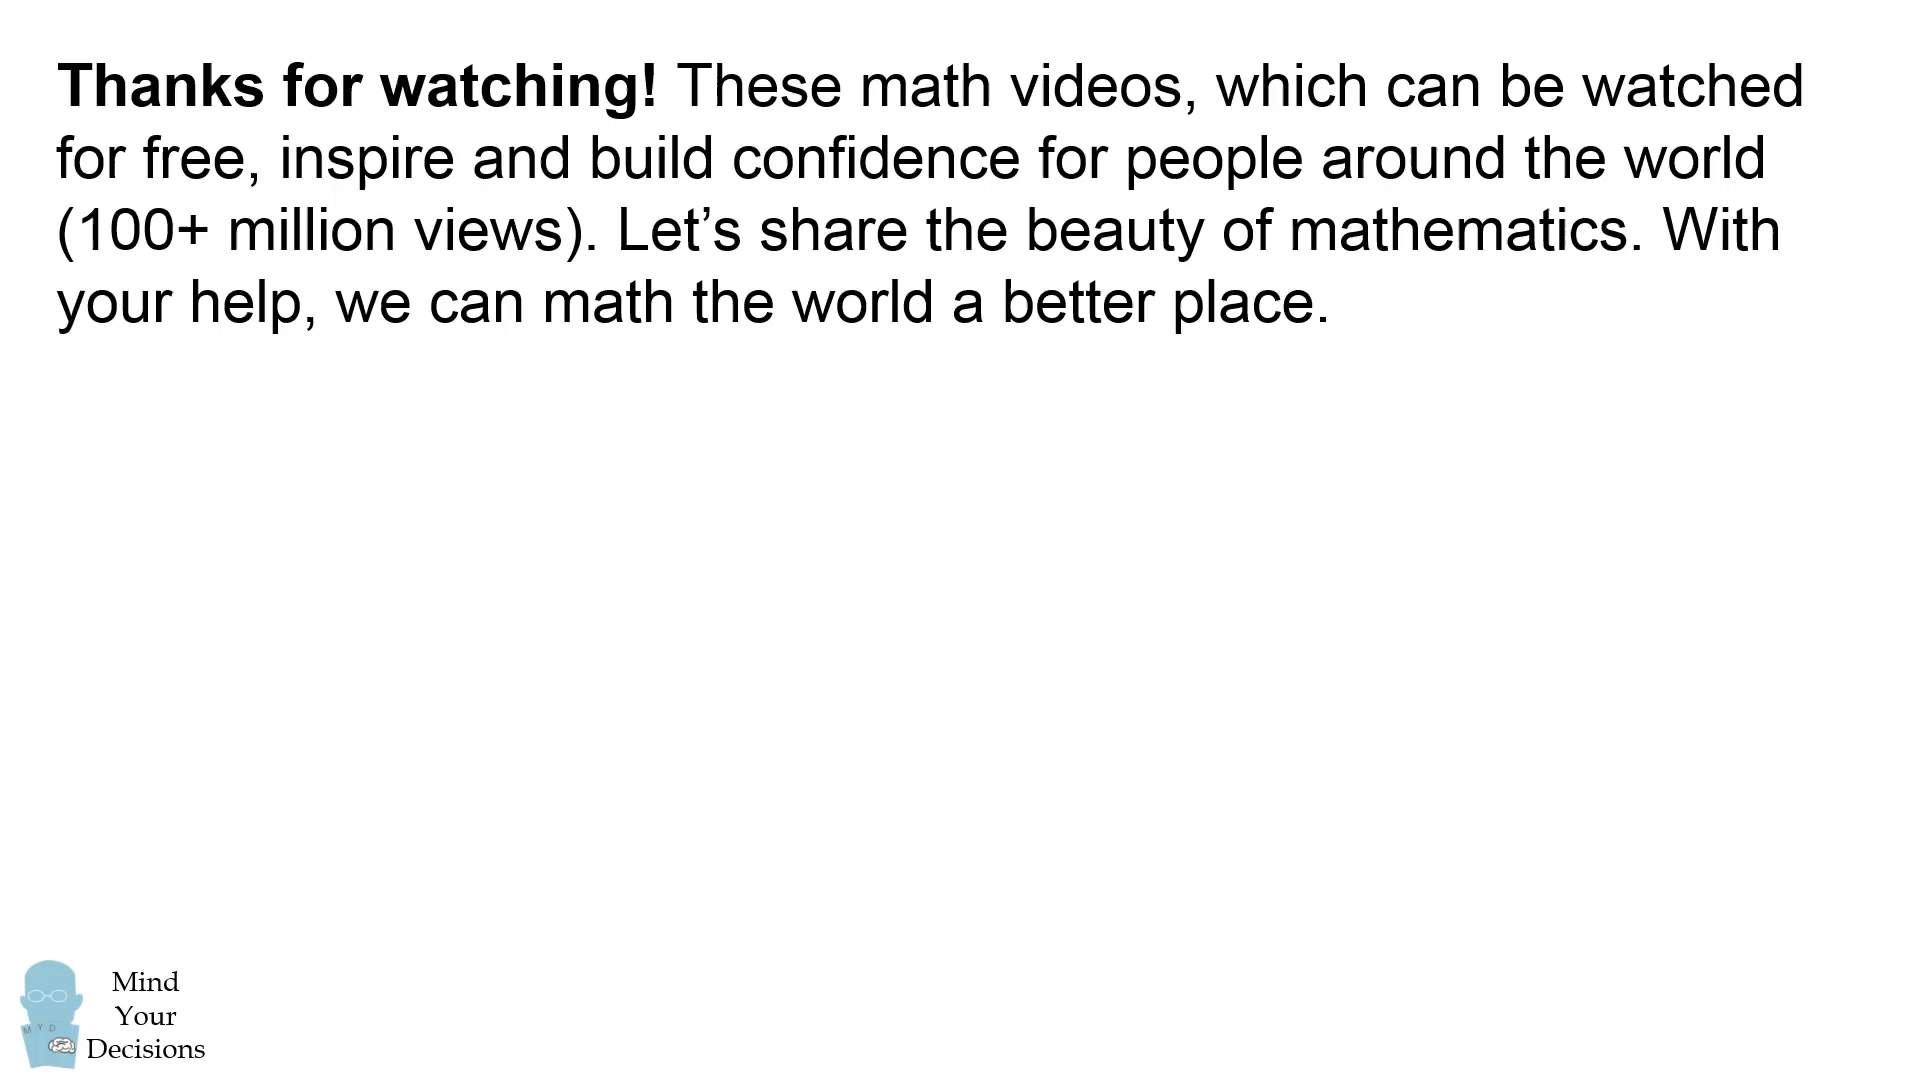 Thanks for watching! These math videos, which can be watched
for free, inspire and build confidence for people around the world
(100+ million views). Let’s share the beauty of mathematics. With
your help, we can math the world a better place.
Mind
Your
Decisions
M Y D